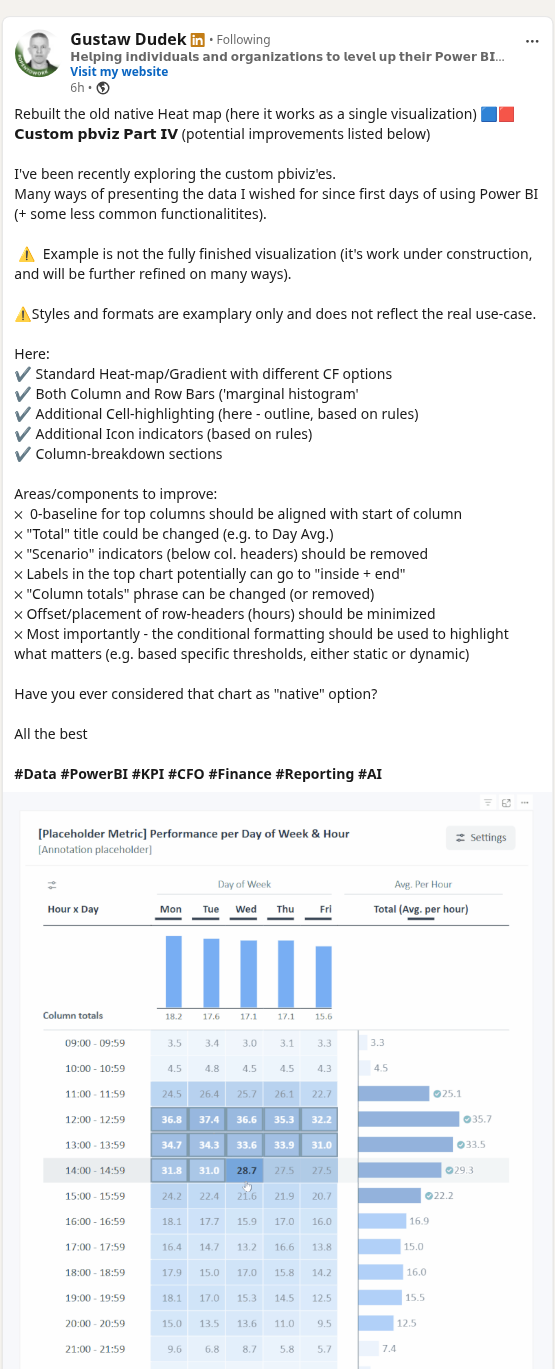 Gustaw Dudek in • Following
Helping individuals and organizations to level up their Power BI...
Visit my website
6h •
Rebuilt the old native Heat map (here it works as a single visualization) 🟦🟥
Custom pbviz Part IV (potential improvements listed below)
I've been recently exploring the custom pbiviz'es.
Many ways of presenting the data I wished for since first days of using Power BI
(+ some less common functionalitites).
⚠️ Example is not the fully finished visualization (it's work under construction,
and will be further refined on many ways).
⚠️Styles and formats are examplary only and does not reflect the real use-case.
Here:
✔️ Standard Heat-map/Gradient with different CF options
✔️ Both Column and Row Bars ('marginal histogram'
✔️ Additional Cell-highlighting (here - outline, based on rules)
✔️ Additional Icon indicators (based on rules)
✔️ Column-breakdown sections
Areas/components to improve:
× 0-baseline for top columns should be aligned with start of column
× "Total" title could be changed (e.g. to Day Avg.)
× "Scenario" indicators (below col. headers) should be removed
× Labels in the top chart potentially can go to "inside + end"
× "Column totals" phrase can be changed (or removed)
× Offset/placement of row-headers (hours) should be minimized
× Most importantly - the conditional formatting should be used to highlight
what matters (e.g. based specific thresholds, either static or dynamic)
Have you ever considered that chart as "native" option?
All the best
#Data #PowerBI #KPI #CFO #Finance #Reporting #AI
[Placeholder Metric] Performance per Day of Week & Hour
[Annotation placeholder]
Settings
Day of Week Avg. Per Hour
Hour x Day Mon Tue Wed Thu Fri Total (Avg. per hour)
Column totals 18.2 17.6 17.1 17.1 15.6
09:00 - 09:59 3.5 3.4 3.0 3.1 3.3 3.3
10:00 - 10:59 4.5 4.8 4.5 4.5 4.3 4.5
11:00 - 11:59 24.5 26.4 25.7 26.1 22.7 25.1
12:00 - 12:59 36.8 37.4 36.6 35.3 32.2 35.7
13:00 - 13:59 34.7 34.3 33.6 33.9 31.0 33.5
14:00 - 14:59 31.8 31.0 28.7 27.5 27.5 29.3
15:00 - 15:59 24.2 22.4 21.6 21.9 20.7 22.2
16:00 - 16:59 18.1 17.7 15.9 17.0 16.0 16.9
17:00 - 17:59 16.4 14.7 13.2 16.6 13.8 15.0
18:00 - 18:59 17.9 15.0 17.0 15.8 14.2 16.0
19:00 - 19:59 18.1 17.0 15.3 14.5 12.5 15.5
20:00 - 20:59 15.0 13.5 13.6 11.0 9.5 12.5
21:00 - 21:59 9.6 6.8 8.7 5.8 5.7 7.4